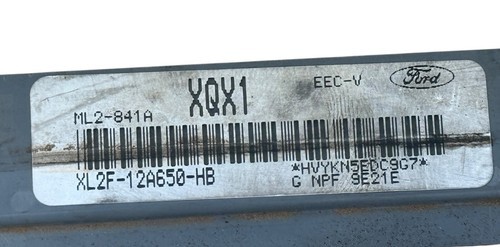 XQX1
EEC-V
Ford
ML2-841A
XL2F-12A650-HB
*HVYKN5EDC9G7*
G NPF 9E21E